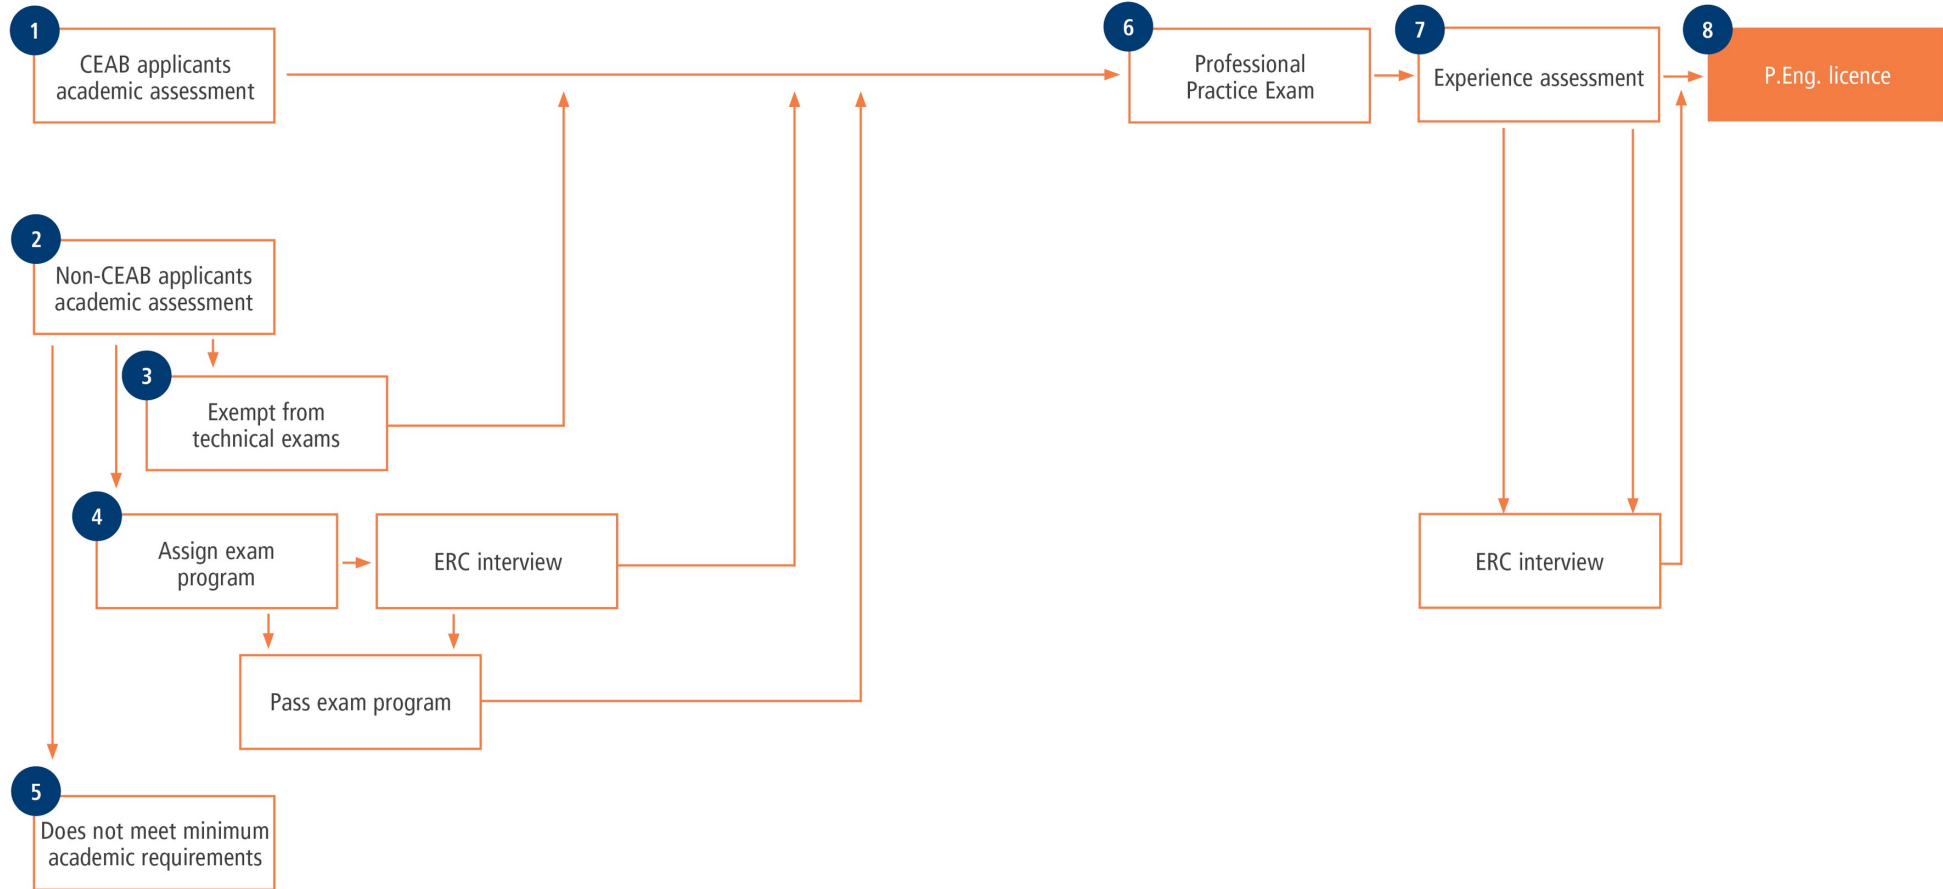 1
CEAB applicants
academic assessment
6
Professional
Practice Exam
7
Experience assessment
8
P.Eng. licence
2
Non-CEAB applicants
academic assessment
3
Exempt from
technical exams
4
Assign exam
program
ERC interview
ERC interview
Pass exam program
5
Does not meet minimum
academic requirements